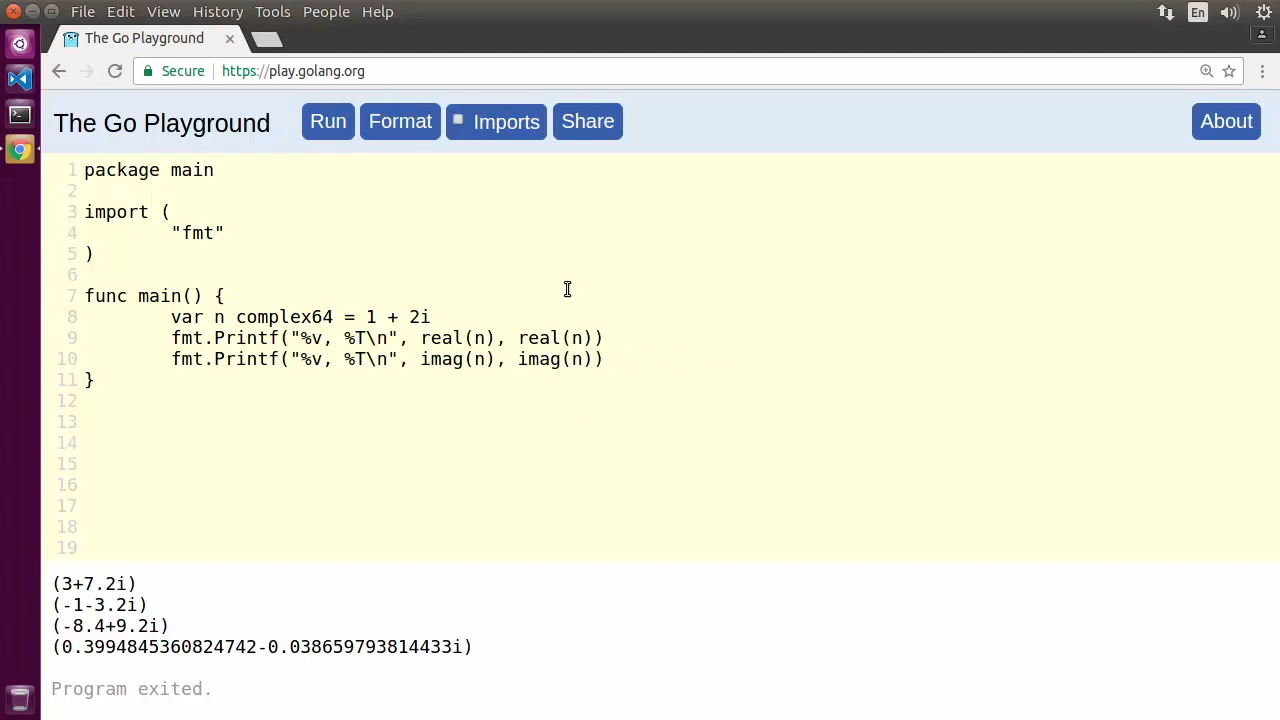 File Edit View History Tools People Help
En
The Go Playground
Secure https://play.golang.org
The Go Playground Run Format Imports Share About
1 package main
2
3 import (
4 "fmt"
5 )
6
7 func main() {
8 var n complex64 = 1 + 2i
9 fmt.Printf("%v, %T\n", real(n), real(n))
10 fmt.Printf("%v, %T\n", imag(n), imag(n))
11 }
12
13
14
15
16
17
18
19
(3+7.2i)
(-1-3.2i)
(-8.4+9.2i)
(0.3994845360824742-0.038659793814433i)
Program exited.